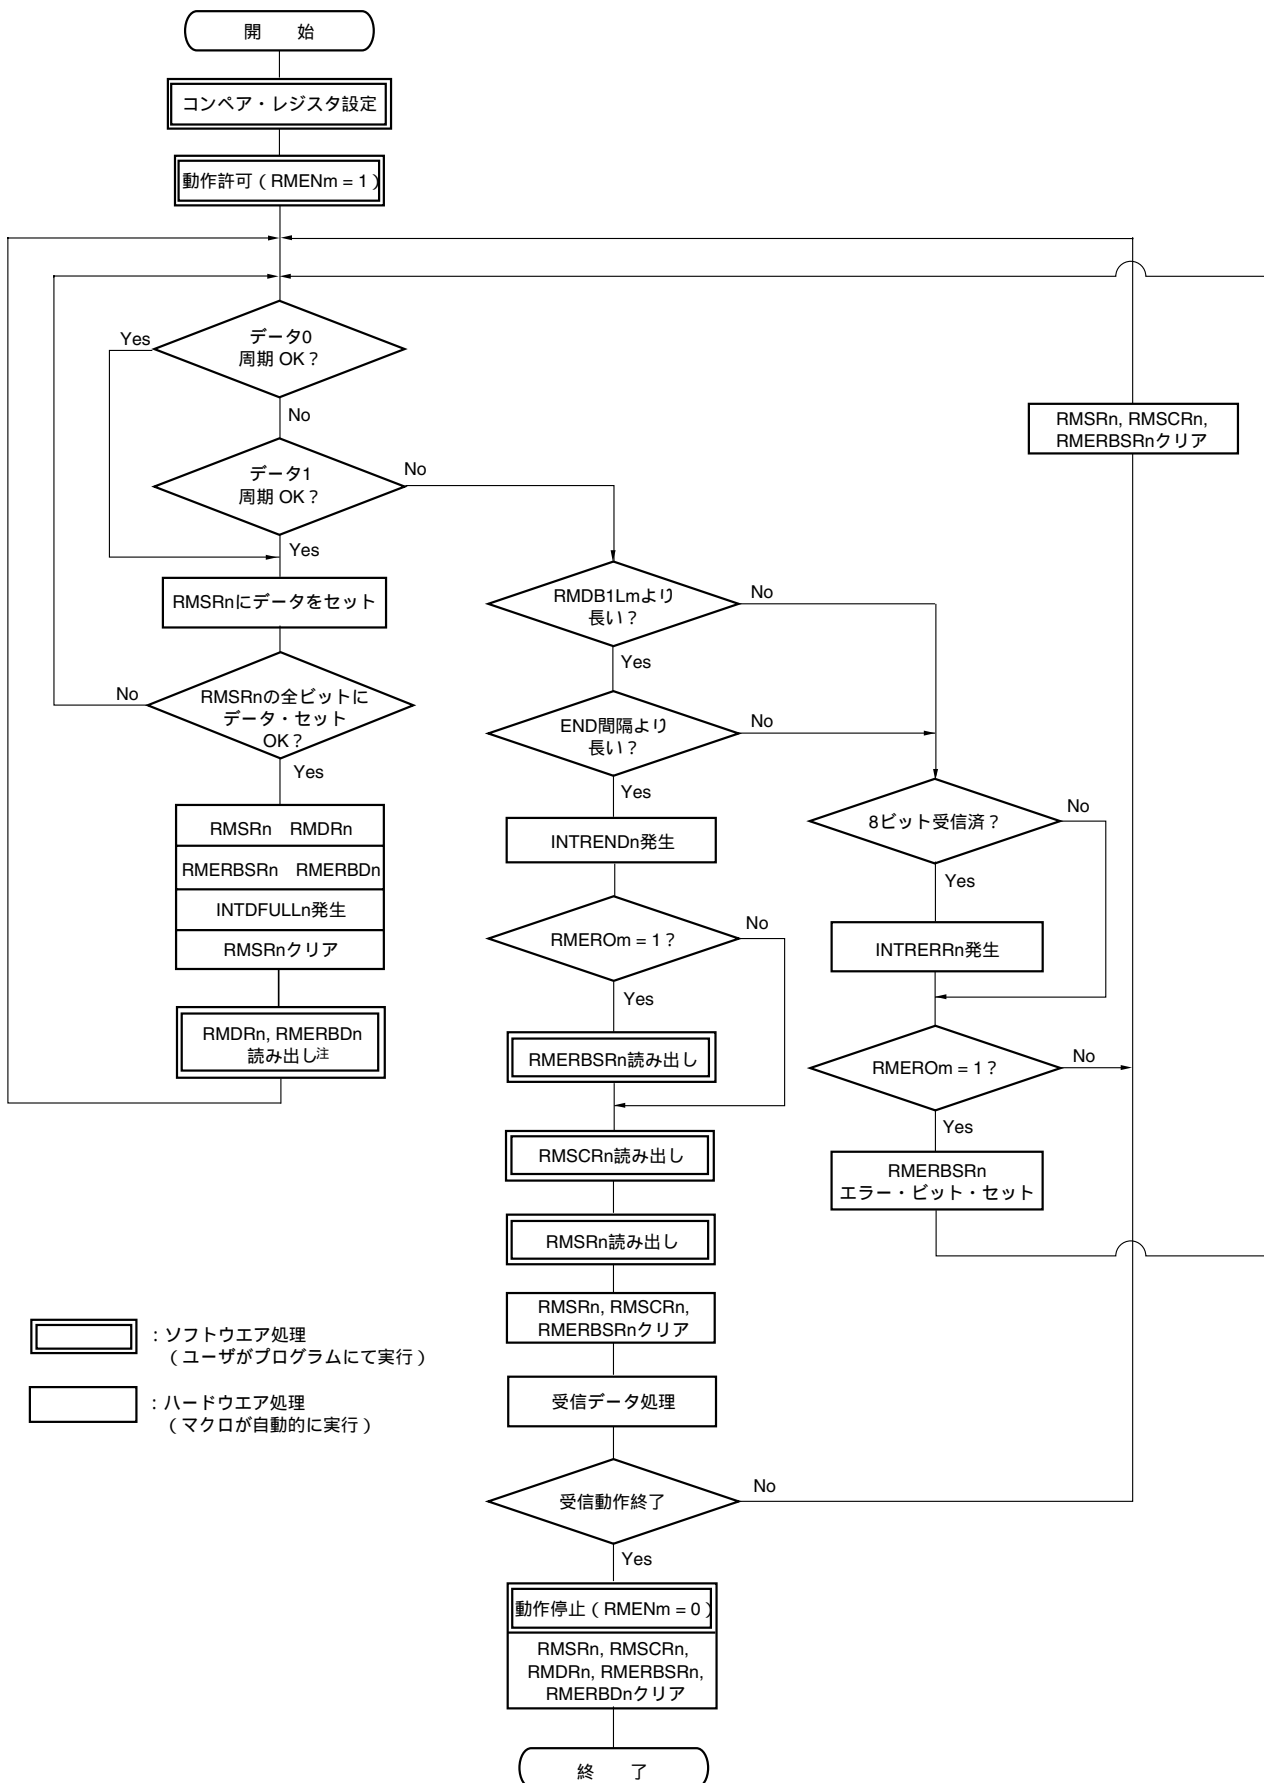 開 始
コンペア・レジスタ設定
動作許可（RMENm = 1）
データ0
周期 OK？
Yes
No
データ1
周期 OK？
No
Yes
RMSRnにデータをセット
RMSRnの全ビットに
データ・セット
OK？
No
Yes
RMSRn RMDRn
RMERBSRn RMERBDn
INTDFULLn発生
RMSRnクリア
RMDRn, RMERBDn
読み出し注
RMDB1Lmより
長い？
No
Yes
END間隔より
長い？
No
Yes
INTRENDn発生
RMEROm = 1？
No
Yes
RMERBSRn読み出し
RMSCRn読み出し
RMSRn読み出し
RMSRn, RMSCRn,
RMERBSRnクリア
受信データ処理
受信動作終了
No
Yes
動作停止（RMENm = 0）
RMSRn, RMSCRn,
RMDRn, RMERBSRn,
RMERBDnクリア
終 了
8ビット受信済？
No
Yes
INTRERRn発生
RMEROm = 1？
No
Yes
RMERBSRn
エラー・ビット・セット
RMSRn, RMSCRn,
RMERBSRnクリア
：ソフトウエア処理
（ユーザがプログラムにて実行）
：ハードウエア処理
（マクロが自動的に実行）